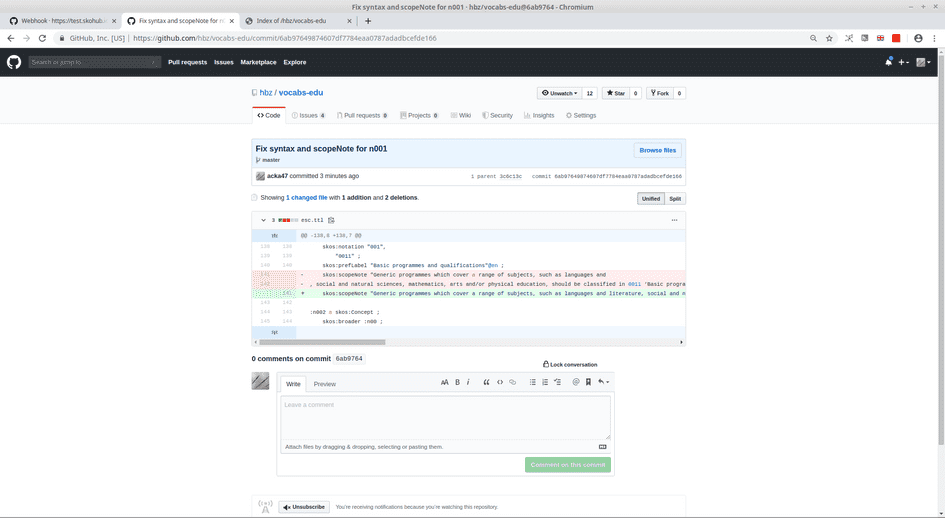 Fix syntax and scopeNote for n001 · hbz/vocabs-edu@6ab9764 - Chromium
Webhook · https://test.skohub.i
Fix syntax and scopeNote for n
Index of /hbz/vocabs-edu
GitHub, Inc. [US] | https://github.com/hbz/vocabs-edu/commit/6ab97649874607df7784eaa0787adadbcefde166
Search or jump to...
Pull requests Issues Marketplace Explore
hbz / vocabs-edu
Unwatch 12 Star 0 Fork 0
Code Issues 4 Pull requests 0 Projects 0 Wiki Security Insights Settings
Fix syntax and scopeNote for n001
Browse files
master
acka47 committed 3 minutes ago
1 parent 3c6c13c commit 6ab97649874607df7784eaa0787adadbcefde166
Showing 1 changed file with 1 addition and 2 deletions.
Unified Split
3 esc.ttl
@@ -138,8 +138,7 @@
138 138 skos:notation "001",
139 139 "001t" ;
140 140 skos:prefLabel "Basic programmes and qualifications"@en ;
141 - skos:scopeNote "Generic programmes which cover a range of subjects, such as languages and
142 - , social and natural sciences, mathematics, arts and/or physical education, should be classified in 001i 'Basic progra
141 + skos:scopeNote "Generic programmes which cover a range of subjects, such as languages and literature, social and n
143 142
144 143 :n002 a skos:Concept ;
145 144 skos:broader :n00 ;
0 comments on commit 6ab9764
Lock conversation
Write Preview
Leave a comment
Attach files by dragging & dropping, selecting or pasting them.
Comment on this commit
Unsubscribe You're receiving notifications because you're watching this repository.